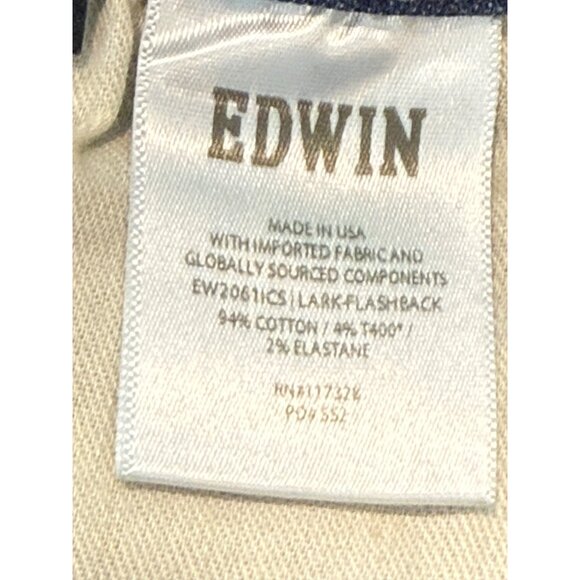 EDWIN
MADE IN USA
WITH IMPORTED FABRIC AND
GLOBALLY SOURCED COMPONENTS
EW2061ICS | LARK-FLASHBACK
94% COTTON / 4% T400® /
2% ELASTANE
RN#117328
PO# 552